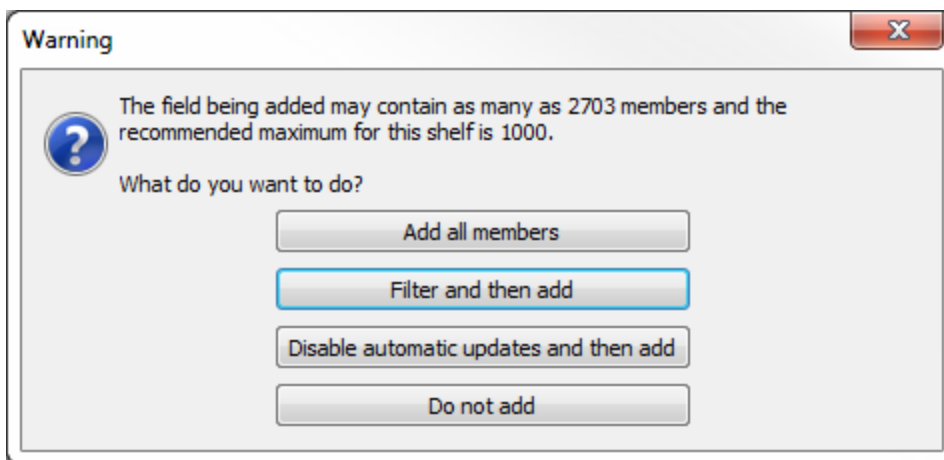 Warning
The field being added may contain as many as 2703 members and the
recommended maximum for this shelf is 1000.
What do you want to do?
Add all members
Filter and then add
Disable automatic updates and then add
Do not add